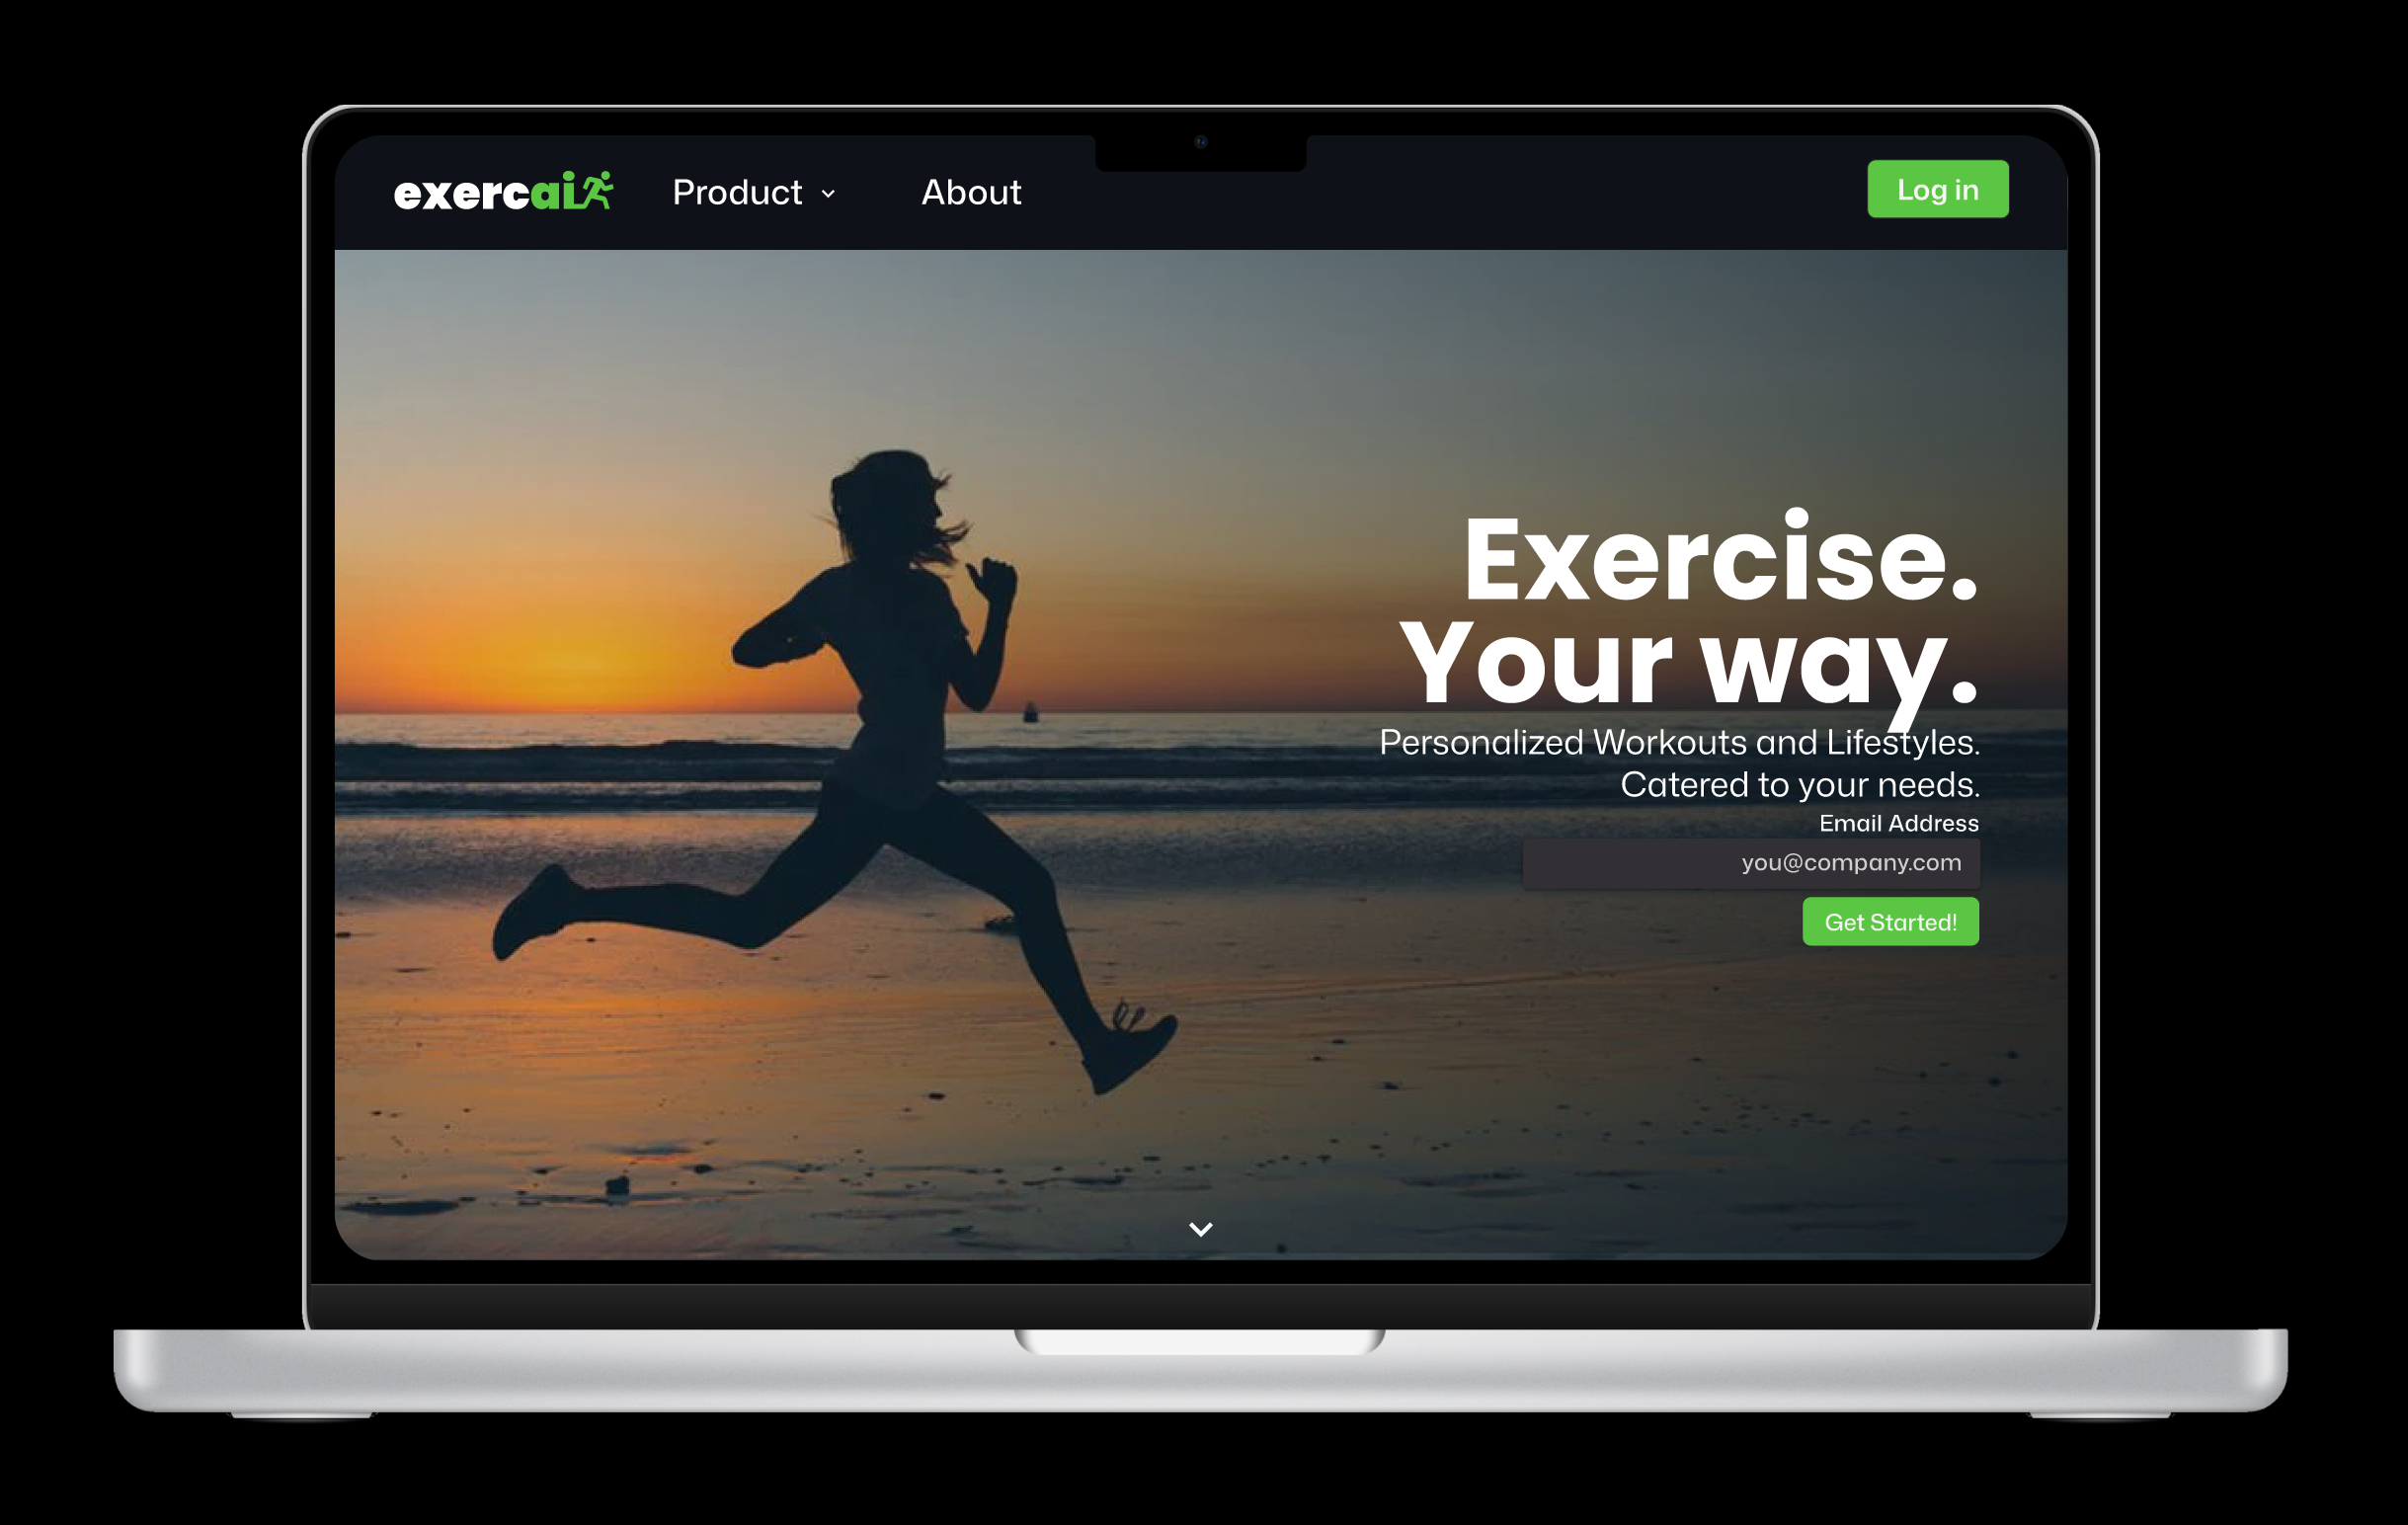 exercai
Product
About
Log in
Exercise.
Your way.
Personalized Workouts and Lifestyles.
Catered to your needs.
Email Address
you@company.com
Get Started!